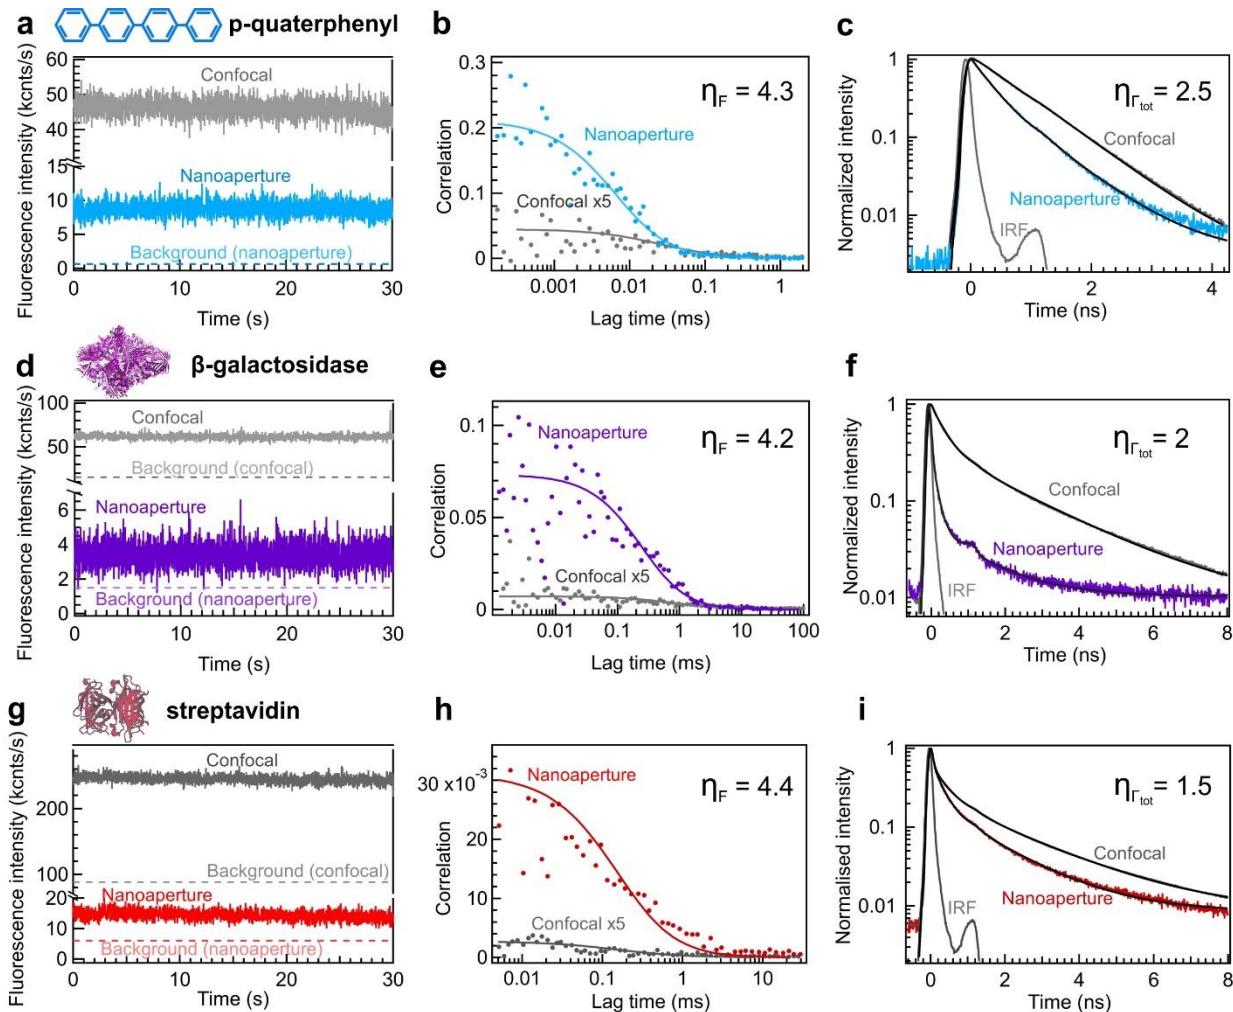 a p-quaterphenyl
Fluorescence intensity (kcnts/s)
60
50
40
15
10
5
0
Confocal
Nanoaperture
Background (nanoaperture)
0 10 20 30
Time (s)
b
Correlation
0.3
0.2
0.1
0
ηF = 4.3
Nanoaperture
Confocal x5
0.001 0.01 0.1 1
Lag time (ms)
c
Normalized intensity
1
0.1
0.01
ηΓtot = 2.5
Confocal
Nanoaperture
IRF
0 2 4
Time (ns)
d β-galactosidase
Fluorescence intensity (kcnts/s)
100
50
6
4
2
0
Confocal
Background (confocal)
Nanoaperture
Background (nanoaperture)
0 10 20 30
Time (s)
e
Correlation
0.1
0.05
0
Nanoaperture
ηF = 4.2
Confocal x5
0.01 0.1 1 10 100
Lag time (ms)
f
Normalized intensity
1
0.1
0.01
ηΓtot = 2
Confocal
Nanoaperture
IRF
0 2 4 6 8
Time (ns)
g streptavidin
Fluorescence intensity (kcnts/s)
200
100
20
10
0
Confocal
Background (confocal)
Nanoaperture
Background (nanoaperture)
0 10 20 30
Time (s)
h
Correlation
30 x10-3
20
10
0
Nanoaperture
ηF = 4.4
Confocal x5
0.01 0.1 1 10
Lag time (ms)
i
Normalised intensity
1
0.1
0.01
ηΓtot = 1.5
Confocal
Nanoaperture
IRF
0 2 4 6 8
Time (ns)